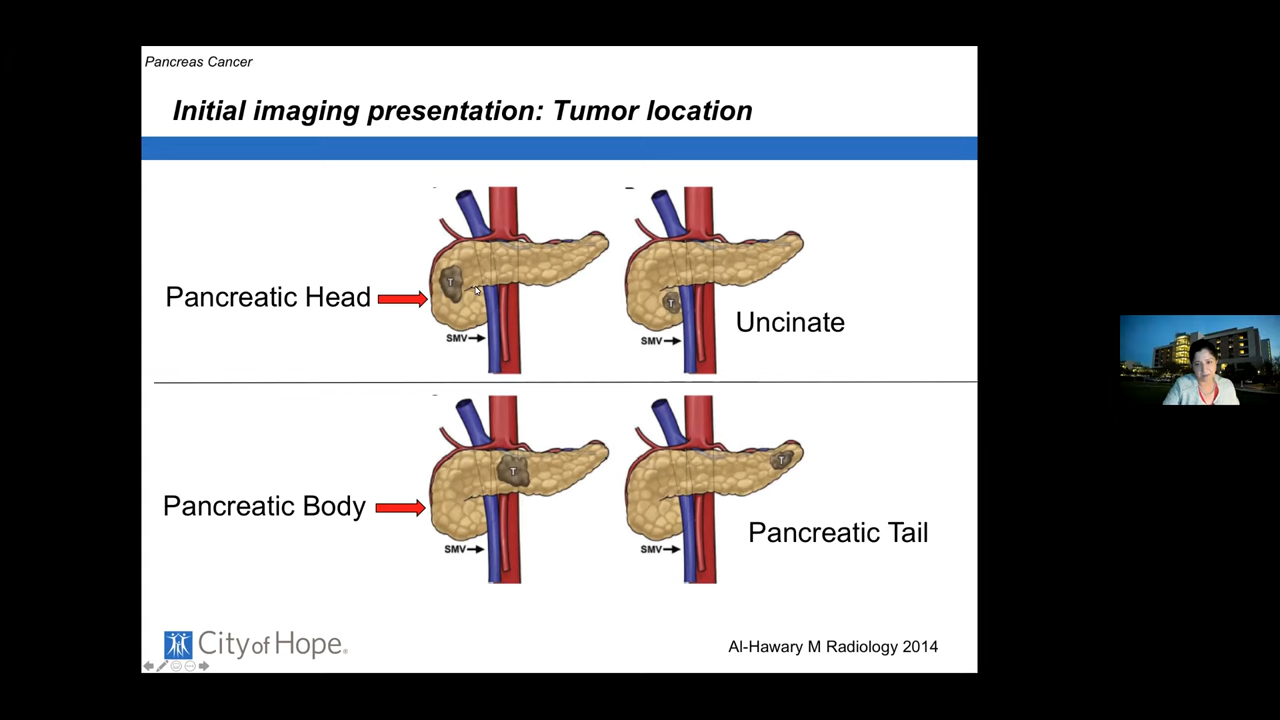 Pancreas Cancer
Initial imaging presentation: Tumor location
T
T
Pancreatic Head
Uncinate
SMV
SMV
T
T
Pancreatic Body
Pancreatic Tail
SMV
SMV
City of Hope®
Al-Hawary M Radiology 2014